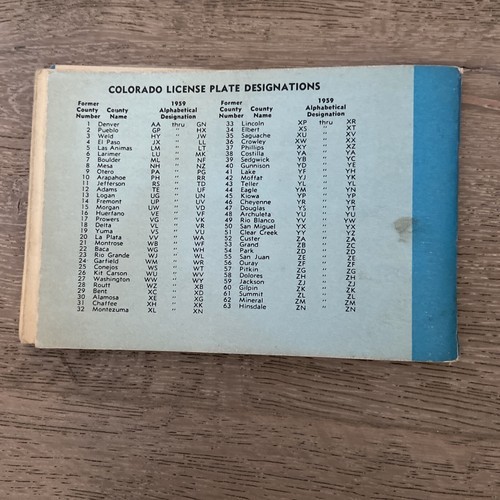 COLORADO LICENSE PLATE DESIGNATIONS
Former County Number County Name 1959 Alphabetical Designation
1 Denver AA thru GN
2 Pueblo GP " HX
3 Weld HY " JW
4 El Paso JX " LL
5 Las Animas LM " LT
6 Larimer LU " MK
7 Boulder ML " NF
8 Mesa NH " NZ
9 Otero PA " PG
10 Arapahoe PH " RR
11 Jefferson RS " TD
12 Adams TE " UF
13 Logan UG " UN
14 Fremont UP " UV
15 Morgan UW " VD
16 Huerfano VE " VF
17 Prowers VG " VK
18 Delta VL " VR
19 Yuma VS " VU
20 La Plata VV " WA
21 Montrose WB " WF
22 Baca WG " WH
23 Rio Grande WJ " WL
24 Garfield WM " WR
25 Conejos WS " WT
26 Kit Carson WU " WV
27 Washington WW " WY
28 Routt WZ " XB
29 Bent XC " XD
30 Alamosa XE " XG
31 Chaffee XH " XK
32 Montezuma XL " XN
Former County Number County Name 1959 Alphabetical Designation
33 Lincoln XP thru XR
34 Elbert XS " XT
35 Saguache XU " XV
36 Crowley XW " XX
37 Phillips XY " XZ
38 Costilla YA " YB
39 Sedgwick YB " YC
40 Gunnison YD " YE
41 Lake YF " YH
42 Moffat YJ " YK
43 Teller YL " YL
44 Eagle YM " YN
45 Kiowa YP " YP
46 Cheyenne YR " YR
47 Douglas YS " YT
48 Archuleta YU " YU
49 Rio Blanco YV " YW
50 San Miguel YX " YX
51 Clear Creek YY " YZ
52 Custer ZA " ZA
53 Grand ZB " ZC
54 Park ZD " ZD
55 San Juan ZE " ZE
56 Ouray ZF " ZF
57 Pitkin ZG " ZG
58 Dolores ZH " ZH
59 Jackson ZJ " ZJ
60 Gilpin ZK " ZK
61 Summit ZL " ZL
62 Mineral ZM " ZM
63 Hinsdale ZN " ZN